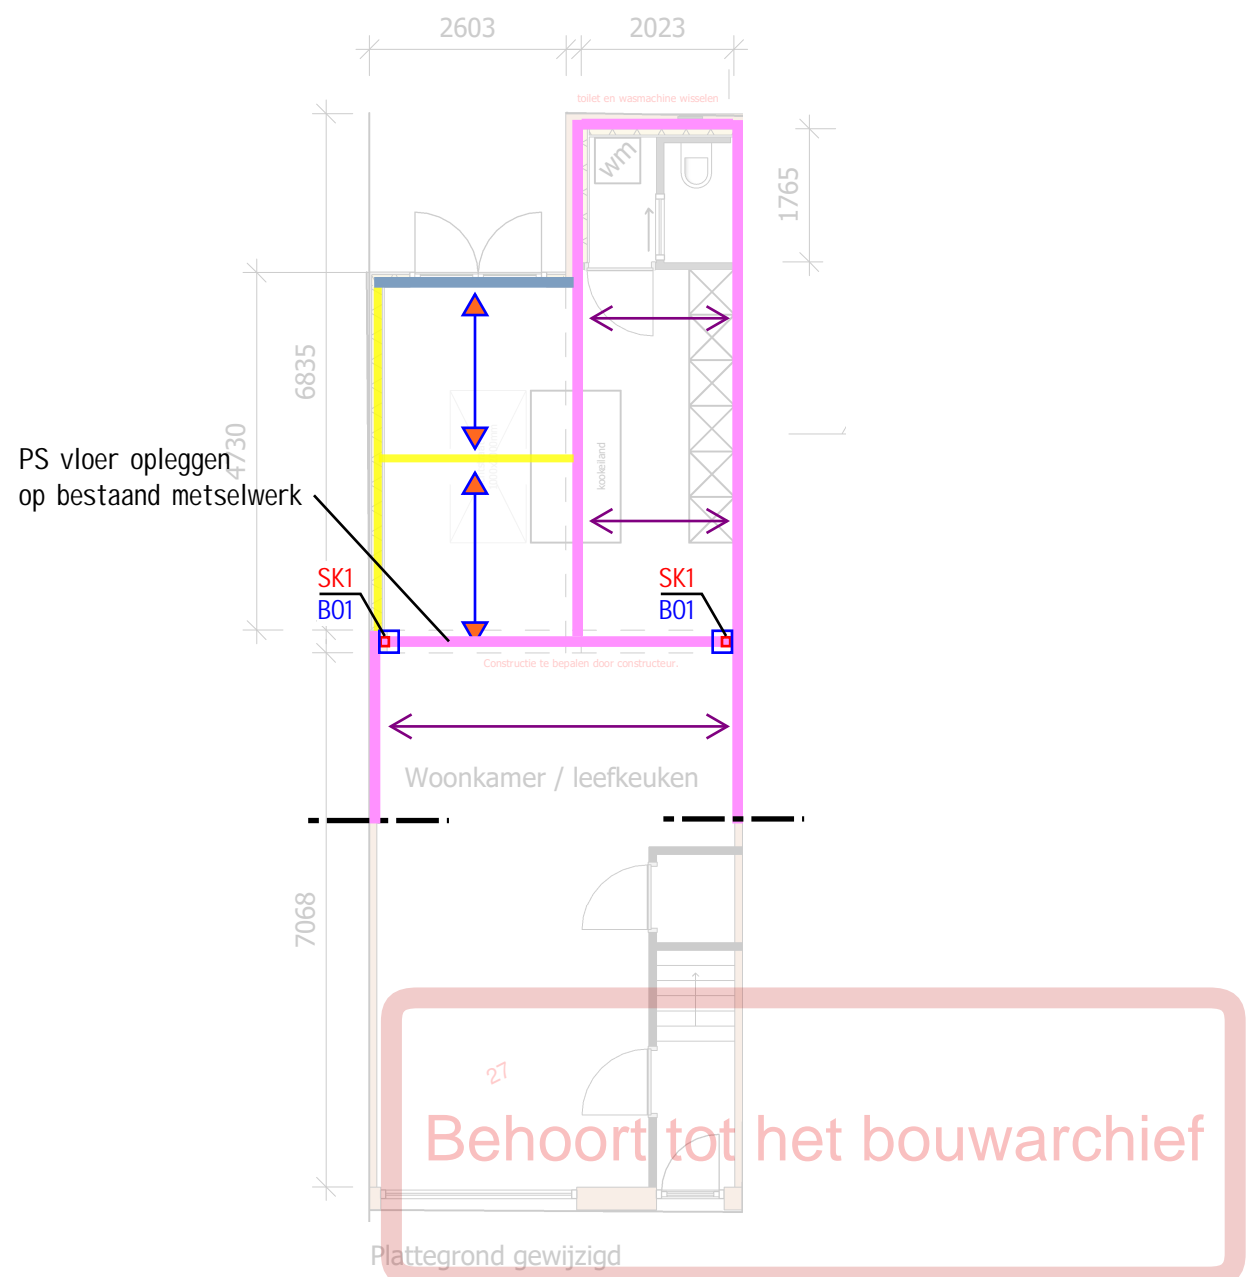 2603
2023
toilet en wasmachine wisselen
wm
1765
6835
4730
PS vloer opleggen
op bestaand metselwerk
kookeiland
SK1
B01
SK1
B01
Constructie te bepalen door constructeur.
Woonkamer / leefkeuken
7068
27
Behoort tot het bouwarchief
Plattegrond gewijzigd